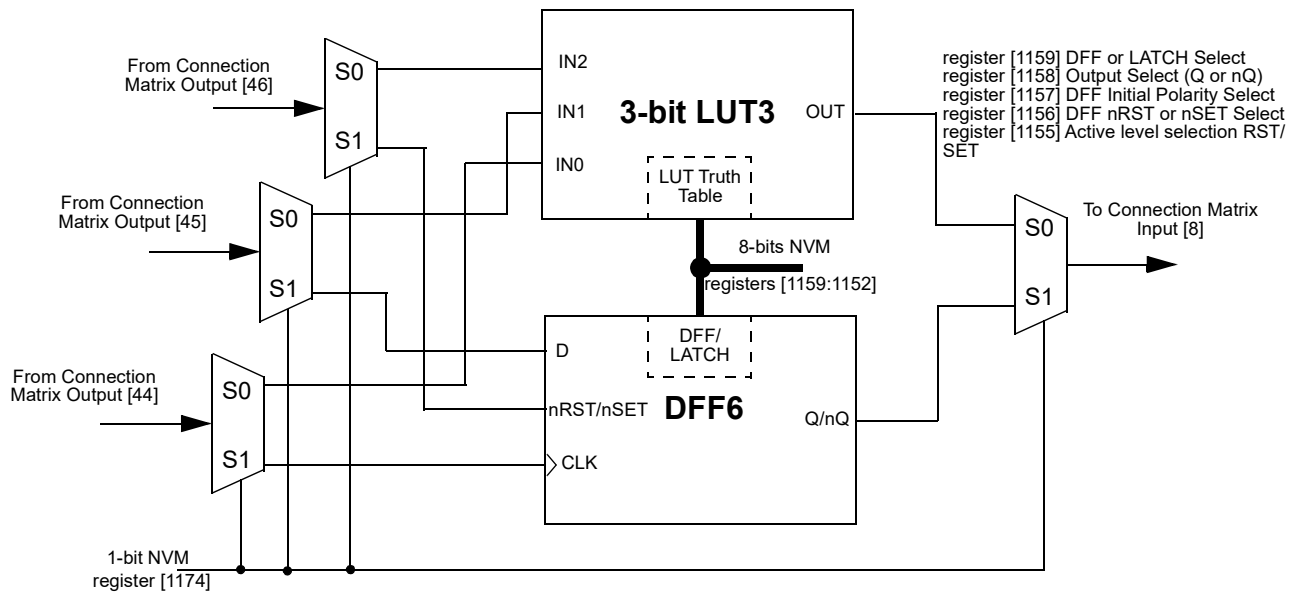 From Connection
Matrix Output [46]
S0
S1
IN2
IN1
IN0
3-bit LUT3
OUT
LUT Truth
Table
register [1159] DFF or LATCH Select
register [1158] Output Select (Q or nQ)
register [1157] DFF Initial Polarity Select
register [1156] DFF nRST or nSET Select
register [1155] Active level selection RST/
SET
From Connection
Matrix Output [45]
S0
S1
8-bits NVM
registers [1159:1152]
S0
S1
To Connection Matrix
Input [8]
From Connection
Matrix Output [44]
S0
S1
D
nRST/nSET
CLK
DFF/
LATCH
DFF6
Q/nQ
1-bit NVM
register [1174]